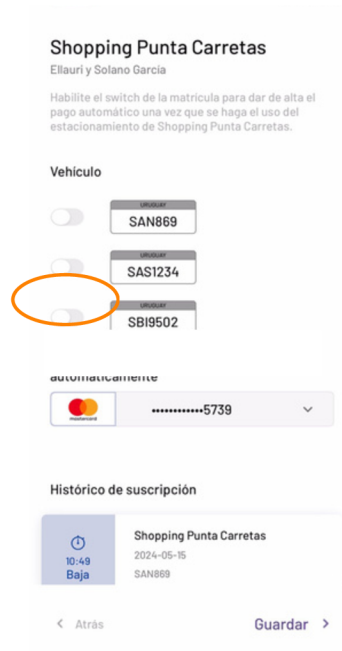 Shopping Punta Carretas
Ellauri y Solano García
Habilite el switch de la matrícula para dar de alta el
pago automático una vez que se haga el uso del
estacionamiento de Shopping Punta Carretas.
Vehículo
URUGUAY
SAN869
URUGUAY
SAS1234
URUGUAY
SBI9502
automáticamente
mastercard
••••••••••••5739
Histórico de suscripción
10:49
Baja
Shopping Punta Carretas
2024-05-15
SAN869
Atrás
Guardar